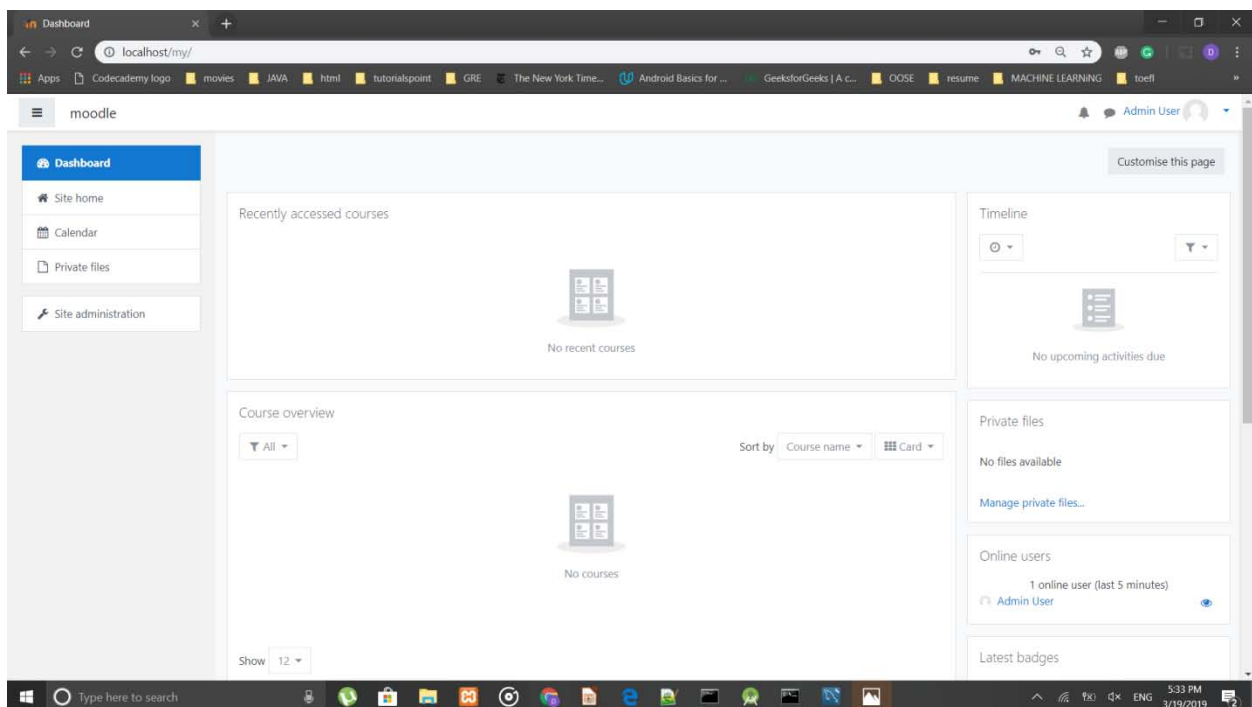 Dashboard
localhost/my/
Apps Codecademy logo movies JAVA html tutorialspoint GRE The New York Time... Android Basics for ... GeeksforGeeks | A c... OOSE resume MACHINE LEARNiNG toefl »
moodle
Admin User
Dashboard
Customise this page
Site home
Calendar
Private files
Site administration
Recently accessed courses
No recent courses
Timeline
No upcoming activities due
Course overview
All
Sort by Course name Card
No courses
Show 12
Private files
No files available
Manage private files...
Online users
1 online user (last 5 minutes)
Admin User
Latest badges
Type here to search
ENG
5:33 PM
3/19/2019